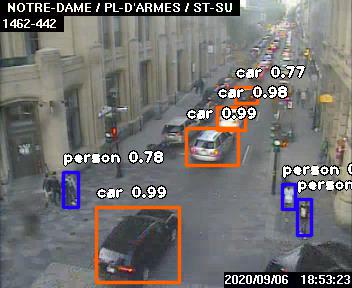 NOTRE-DAME / PL-D'ARMES / ST-SU
1462-442
car 0.77
car 0.98
car 0.99
person 0.78
person
person
car 0.99
2020/09/06 18:53:23